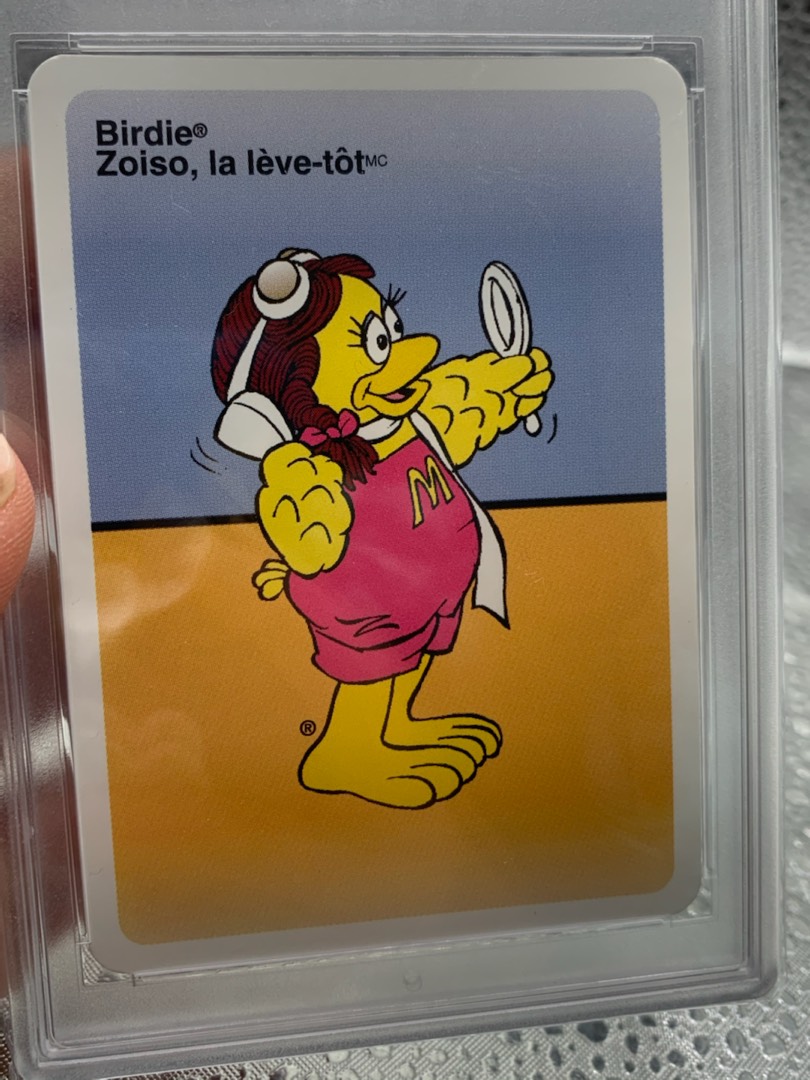 Birdie®
Zoiso, la lève-tôtMC
M
®